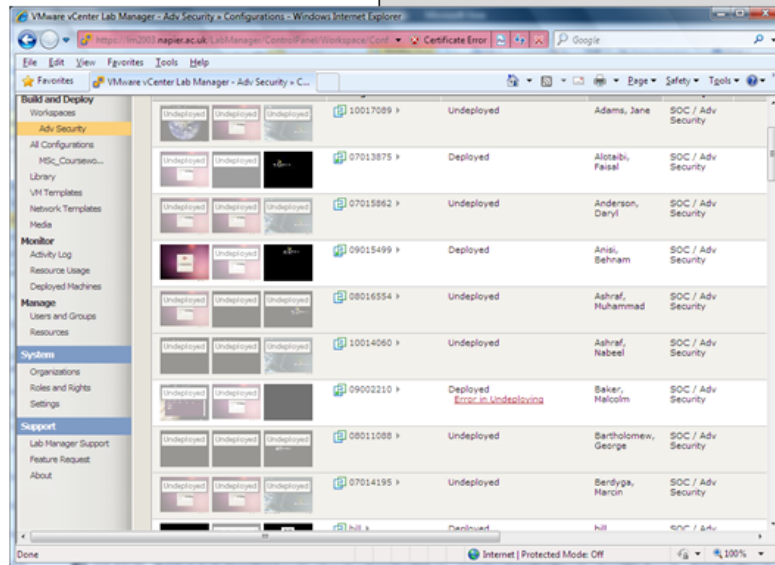 VMware vCenter Lab Manager - Adv Security » Configurations - Windows Internet Explorer
https://lm2003.napier.ac.uk/LabManager/ControlPanel/Workspace/Conf Certificate Error Google
File Edit View Favorites Tools Help
Favorites VMware vCenter Lab Manager - Adv Security » C... Page Safety Tools
Build and Deploy
Workspaces
Adv Security
All Configurations
MSc_Coursewo...
Library
VM Templates
Network Templates
Media
Monitor
Activity Log
Resource Usage
Deployed Machines
Manage
Users and Groups
Resources
System
Organizations
Roles and Rights
Settings
Support
Lab Manager Support
Feature Request
About
Undeployed Undeployed Undeployed 10017089 Undeployed Adams, Jane SOC / Adv
Security
Undeployed 07013875 Deployed Alotaibi, SOC / Adv
Faisal Security
Undeployed Undeployed Undeployed 07015862 Undeployed Anderson, SOC / Adv
Daryl Security
Undeployed 09015499 Deployed Anisi, SOC / Adv
Behnam Security
Undeployed Undeployed Undeployed 08016554 Undeployed Ashraf, SOC / Adv
Muhammad Security
Undeployed Undeployed Undeployed 10014060 Undeployed Ashraf, SOC / Adv
Nabeel Security
Undeployed Undeployed 09002210 Deployed Baker, SOC / Adv
Error in Undeploying Malcolm Security
Undeployed Undeployed Undeployed 08011088 Undeployed Bartholomew, SOC / Adv
George Security
Undeployed Undeployed Undeployed 07014195 Undeployed Berdyga, SOC / Adv
Marcin Security
bill Deployed bill SOC / Adv
Done Internet | Protected Mode: Off 100%